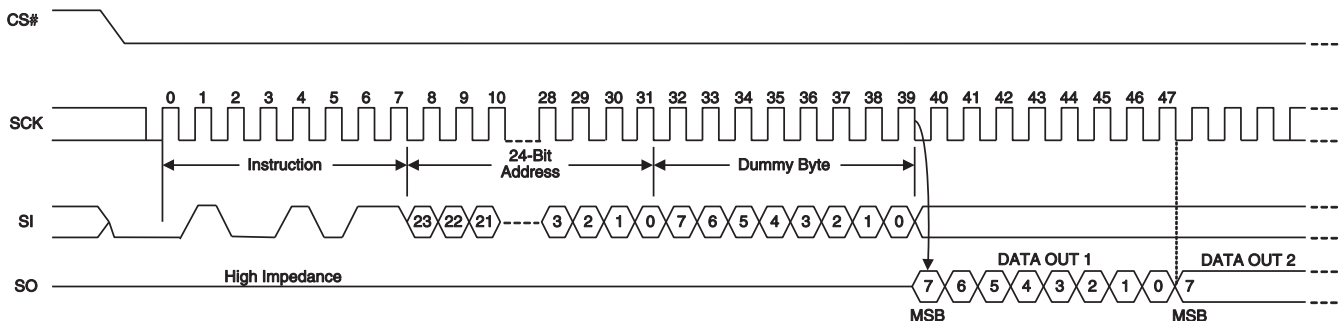 CS#
0 1 2 3 4 5 6 7 8 9 10 28 29 30 31 32 33 34 35 36 37 38 39 40 41 42 43 44 45 46 47
SCK
Instruction 24-Bit Address Dummy Byte
SI 23 22 21 3 2 1 0 7 6 5 4 3 2 1 0
High Impedance DATA OUT 1 DATA OUT 2
SO 7 6 5 4 3 2 1 0 7
MSB MSB